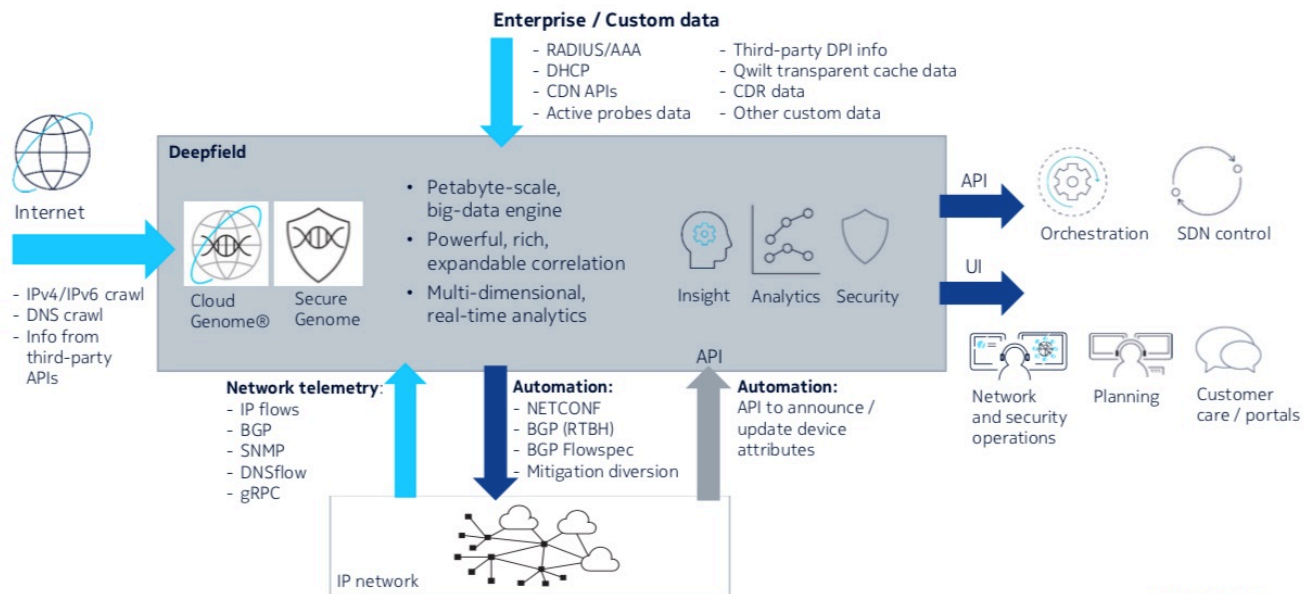 Enterprise / Custom data
- RADIUS/AAA
- DHCP
- CDN APIs
- Active probes data
- Third-party DPI info
- Qwilt transparent cache data
- CDR data
- Other custom data
Internet
- IPv4/IPv6 crawl
- DNS crawl
- Info from
third-party
APIs
Deepfield
Cloud
Genome®
Secure
Genome
• Petabyte-scale,
big-data engine
• Powerful, rich,
expandable correlation
• Multi-dimensional,
real-time analytics
Insight
Analytics
Security
API
API
Orchestration
SDN control
UI
Network
and security
operations
Planning
Customer
care / portals
Network telemetry:
- IP flows
- BGP
- SNMP
- DNSflow
- gRPC
Automation:
- NETCONF
- BGP (RTBH)
- BGP Flowspec
- Mitigation diversion
Automation:
API to announce /
update device
attributes
IP network